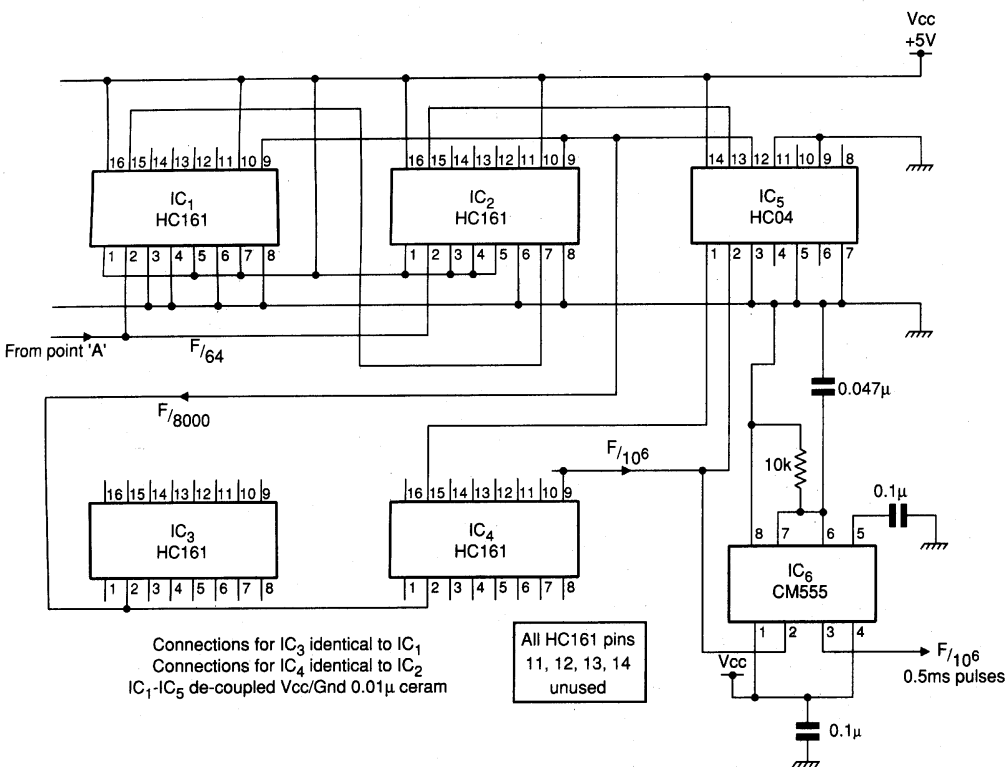 Vcc
+5V
16 15 14 13 12 11 10 9
IC1
HC161
1 2 3 4 5 6 7 8
16 15 14 13 12 11 10 9
IC2
HC161
1 2 3 4 5 6 7 8
14 13 12 11 10 9 8
IC5
HC04
1 2 3 4 5 6 7
From point 'A'
F/64
F/8000
0.047µ
F/10⁶
10k
0.1µ
16 15 14 13 12 11 10 9
IC3
HC161
1 2 3 4 5 6 7 8
16 15 14 13 12 11 10 9
IC4
HC161
1 2 3 4 5 6 7 8
8 7 6 5
IC6
CM555
1 2 3 4
Connections for IC3 identical to IC1
Connections for IC4 identical to IC2
IC1-IC5 de-coupled Vcc/Gnd 0.01µ ceram
All HC161 pins
11, 12, 13, 14
unused
Vcc
F/10⁶
0.5ms pulses
0.1µ